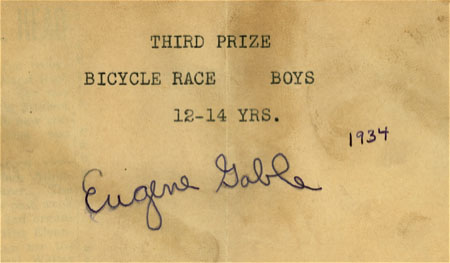 THIRD PRIZE
BICYCLE RACE BOYS
12-14 YRS.
1934
Eugene Gable